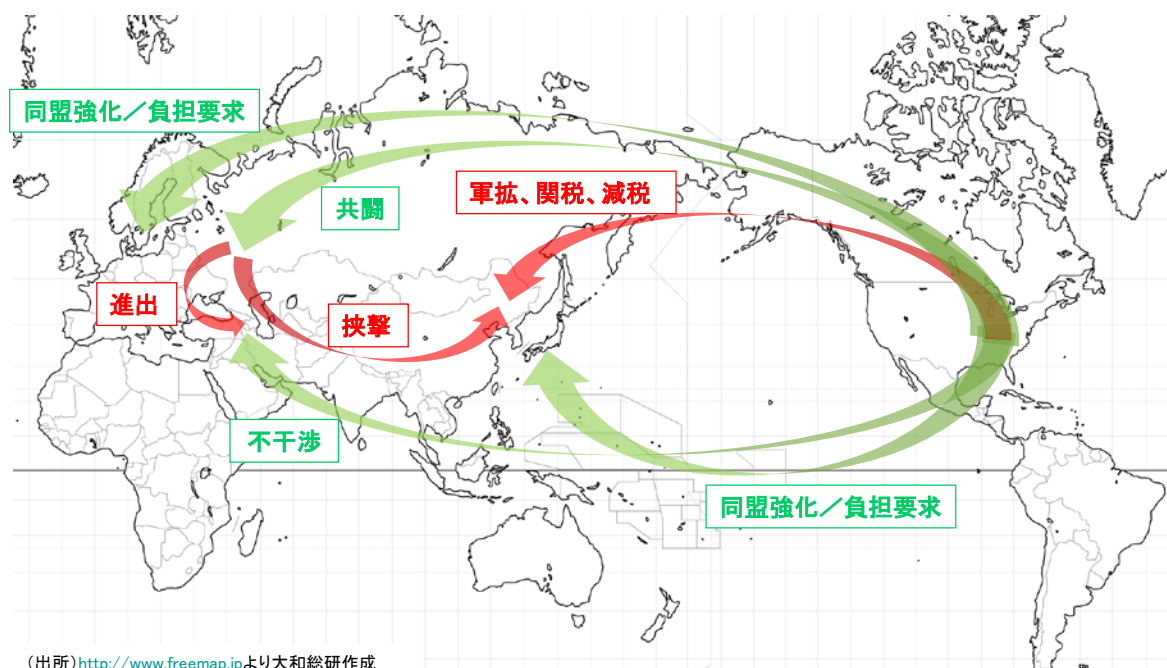 同盟強化／負担要求
共闘
軍拡、関税、減税
進出
挟撃
不干渉
同盟強化／負担要求
(出所)http://www.freemap.jpより大和総研作成